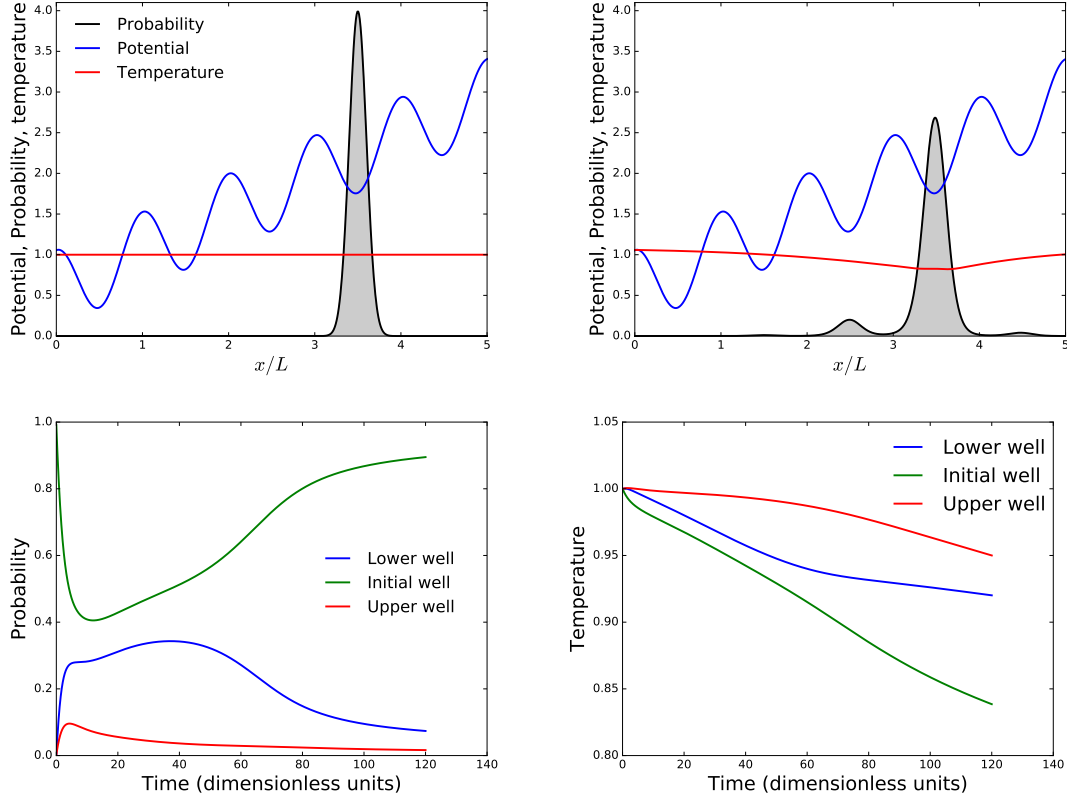 Potential, Probability, temperature
4.0
3.5
3.0
2.5
2.0
1.5
1.0
0.5
0.0
Probability
Potential
Temperature
0 1 2 3 4 5
x/L
Potential, Probability, temperature
4.0
3.5
3.0
2.5
2.0
1.5
1.0
0.5
0.0
0 1 2 3 4 5
x/L
Probability
1.0
0.8
0.6
0.4
0.2
0.0
Lower well
Initial well
Upper well
0 20 40 60 80 100 120 140
Time (dimensionless units)
Temperature
1.05
1.00
0.95
0.90
0.85
0.80
Lower well
Initial well
Upper well
0 20 40 60 80 100 120 140
Time (dimensionless units)